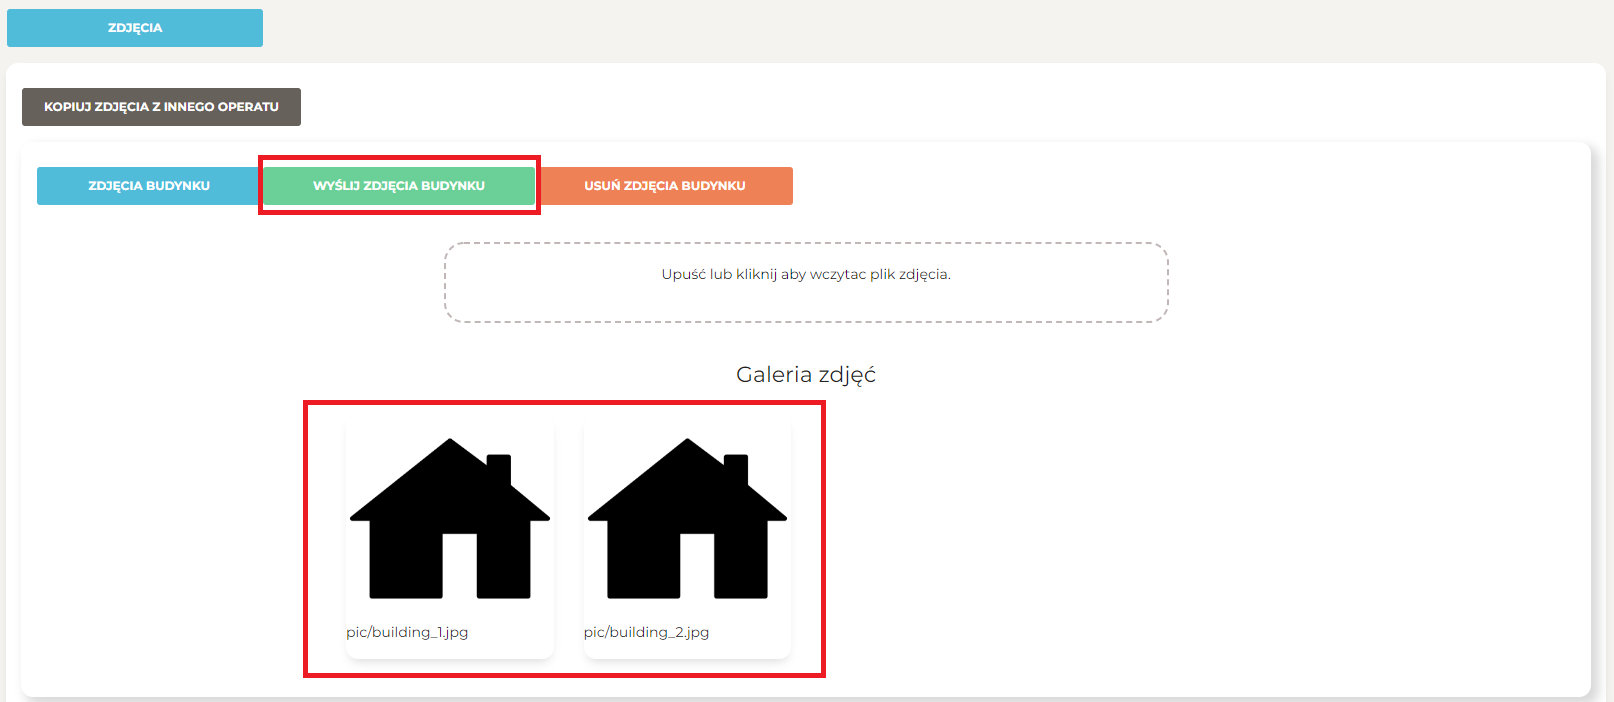 ZDJĘCIA
KOPIUJ ZDJĘCIA Z INNEGO OPERATU
ZDJĘCIA BUDYNKU
WYŚLIJ ZDJĘCIA BUDYNKU
USUŃ ZDJĘCIA BUDYNKU
Upuść lub kliknij aby wczytac plik zdjęcia.
Galeria zdjęć
pic/building_1.jpg
pic/building_2.jpg